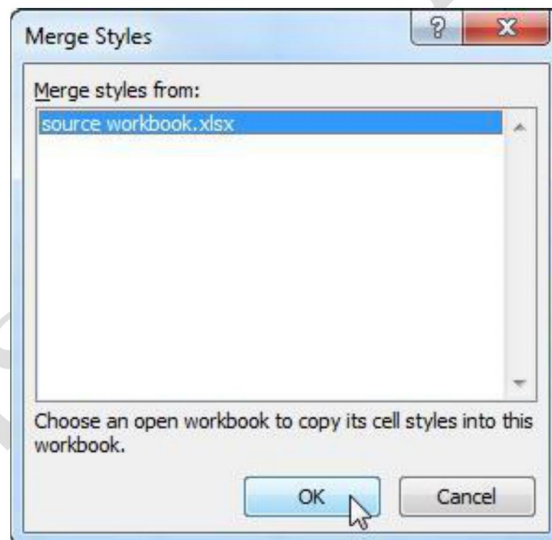 Merge Styles
Merge styles from:
source workbook.xlsx
Choose an open workbook to copy its cell styles into this
workbook.
OK
Cancel